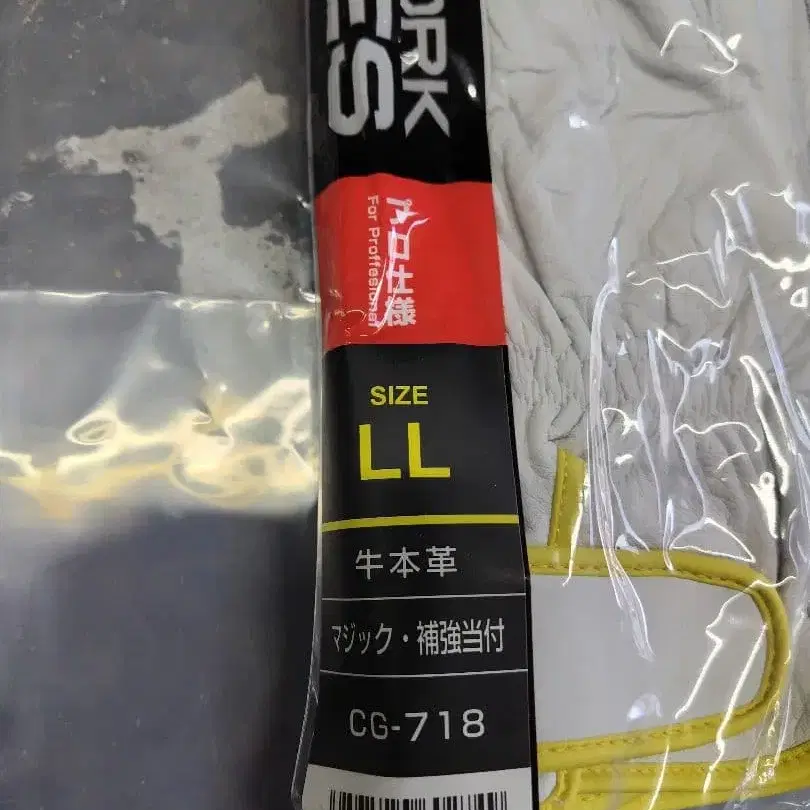 ORK
ES
プロ仕様
For Proffesional
SIZE
LL
牛本革
マジック・補強当付
CG-718